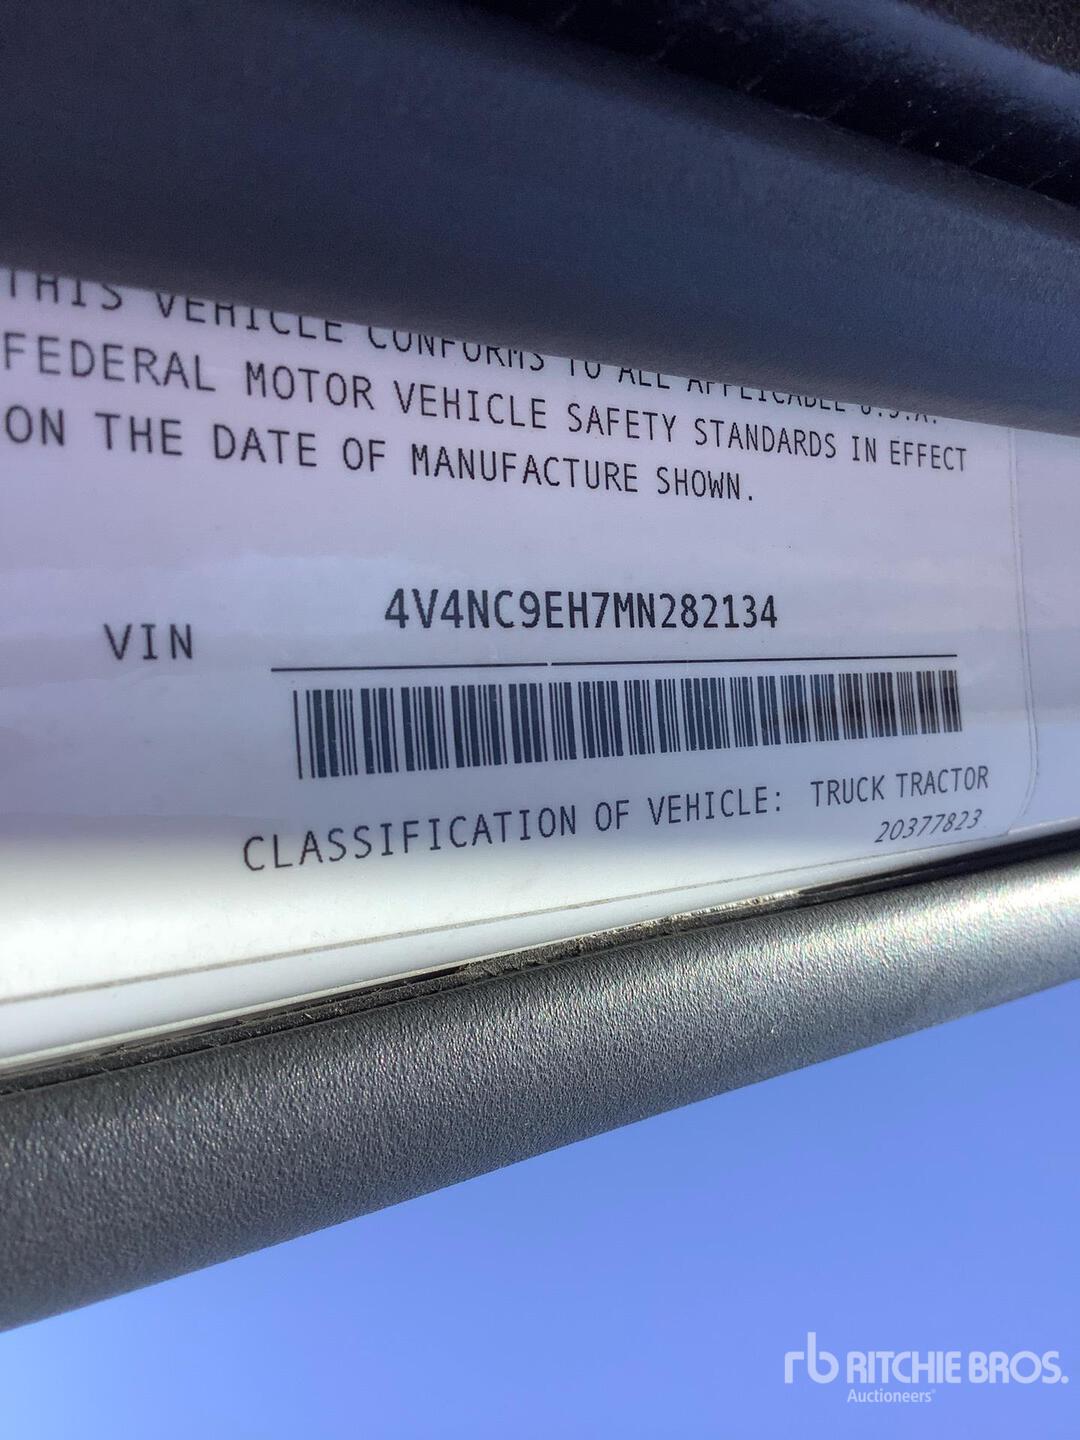 THIS VEHICLE CONFORMS TO ALL APPLICABLE U.S.A.
FEDERAL MOTOR VEHICLE SAFETY STANDARDS IN EFFECT
ON THE DATE OF MANUFACTURE SHOWN.
VIN 4V4NC9EH7MN282134
CLASSIFICATION OF VEHICLE: TRUCK TRACTOR
20377823
rb RITCHIE BROS.
Auctioneers